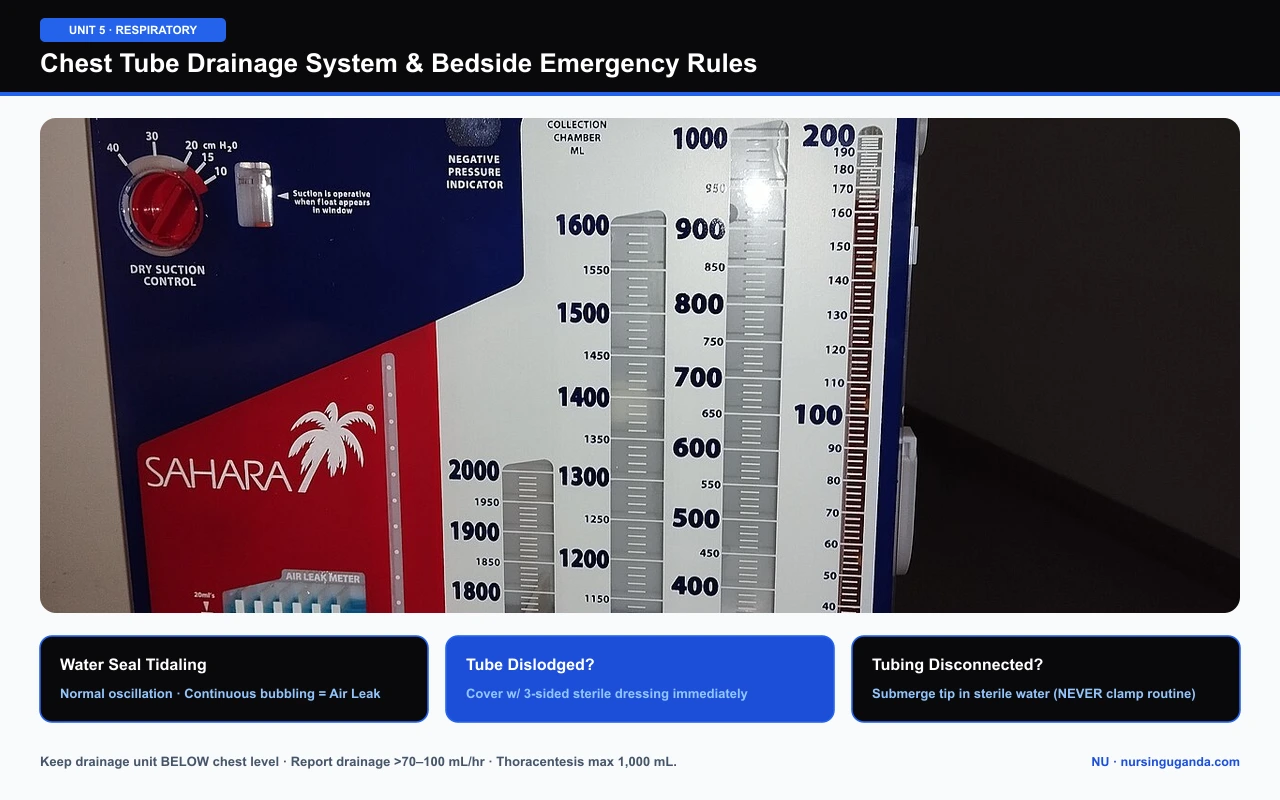 UNIT 5 · RESPIRATORY
Chest Tube Drainage System & Bedside Emergency Rules
40
30
20 cm H₂0
15
10
Suction is operative
when float appears
in window
DRY SUCTION
CONTROL
NEGATIVE
PRESSURE
INDICATOR
COLLECTION
CHAMBER
ML
SAHARA®
AIR LEAK METER
20ml's
2000
1950
1900
1850
1800
1600
1550
1500
1450
1400
1350
1300
1250
1200
1150
1000
950
900
850
800
750
700
650
600
550
500
450
400
200
190
180
170
160
150
140
130
120
110
100
90
80
70
60
50
40
Water Seal Tidaling
Normal oscillation · Continuous bubbling = Air Leak
Tube Dislodged?
Cover w/ 3-sided sterile dressing immediately
Tubing Disconnected?
Submerge tip in sterile water (NEVER clamp routine)
Keep drainage unit BELOW chest level · Report drainage >70–100 mL/hr · Thoracentesis max 1,000 mL.
NU · nursinguganda.com